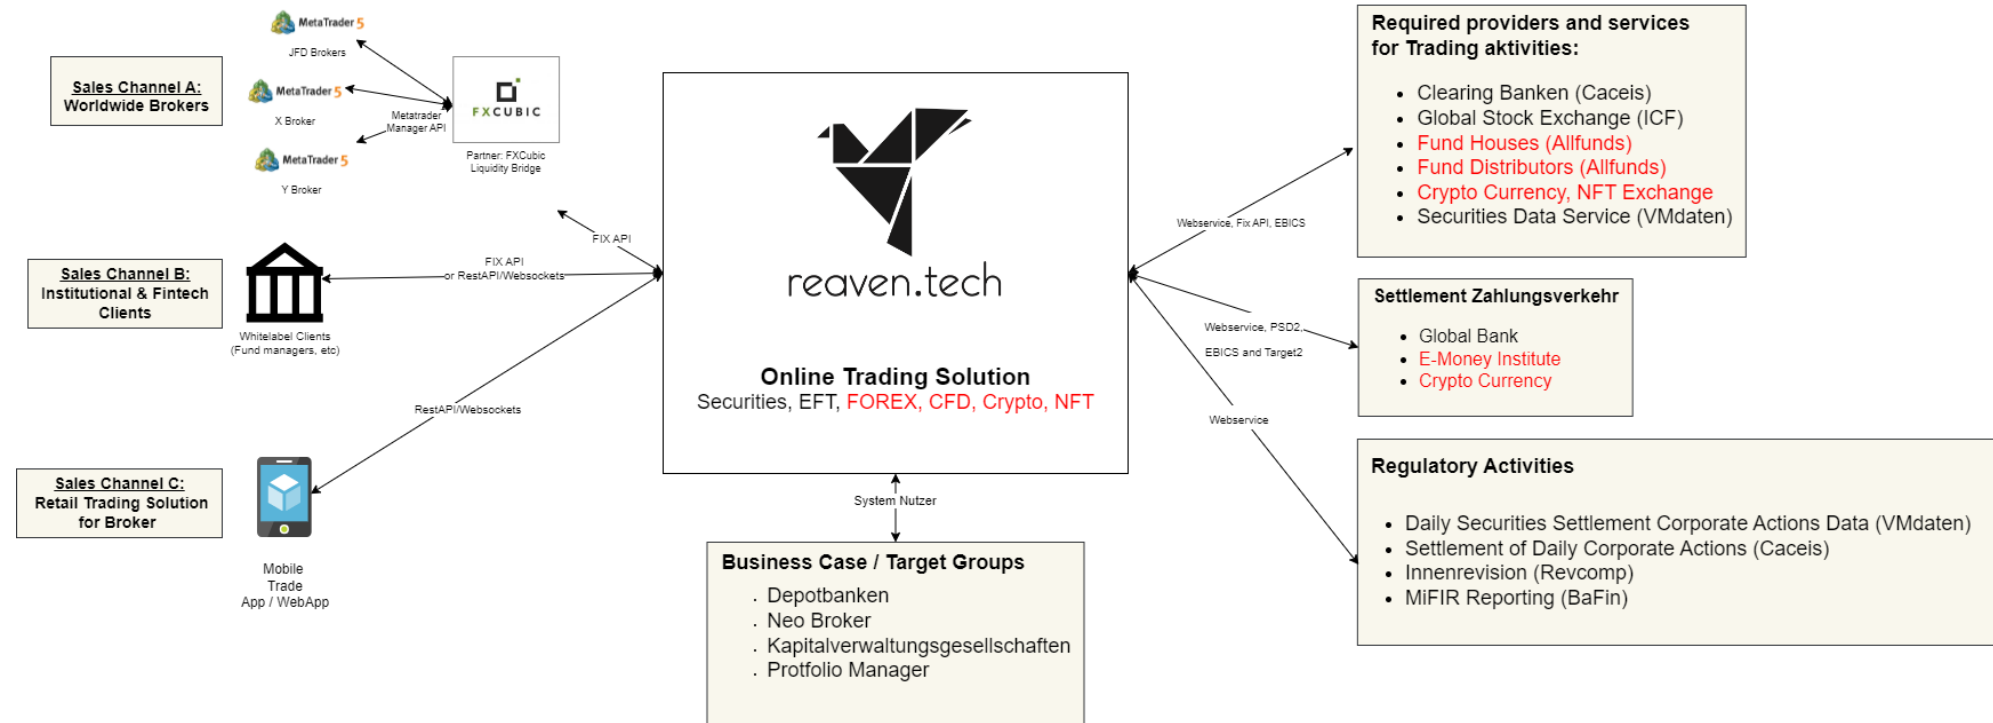 MetaTrader 5
JFD Brokers
Sales Channel A:
Worldwide Brokers
MetaTrader 5
X Broker
Metatrader
Manager API
FXCUBIC
Partner: FXCubic
Liquidity Bridge
MetaTrader 5
Y Broker
FIX API
Sales Channel B:
Institutional & Fintech
Clients
FIX API
or RestAPI/Websockets
Whitelabel Clients
(Fund managers, etc)
RestAPI/Websockets
Sales Channel C:
Retail Trading Solution
for Broker
Mobile
Trade
App / WebApp
reaven.tech
Online Trading Solution
Securities, EFT, FOREX, CFD, Crypto, NFT
System Nutzer
Business Case / Target Groups
. Depotbanken
. Neo Broker
. Kapitalverwaltungsgesellschaften
. Protfolio Manager
Webservice, Fix API, EBICS
Required providers and services
for Trading aktivities:
• Clearing Banken (Caceis)
• Global Stock Exchange (ICF)
• Fund Houses (Allfunds)
• Fund Distributors (Allfunds)
• Crypto Currency, NFT Exchange
• Securities Data Service (VMdaten)
Webservice, PSD2,
EBICS and Target2
Settlement Zahlungsverkehr
• Global Bank
• E-Money Institute
• Crypto Currency
Webservice
Regulatory Activities
• Daily Securities Settlement Corporate Actions Data (VMdaten)
• Settlement of Daily Corporate Actions (Caceis)
• Innenrevision (Revcomp)
• MiFIR Reporting (BaFin)